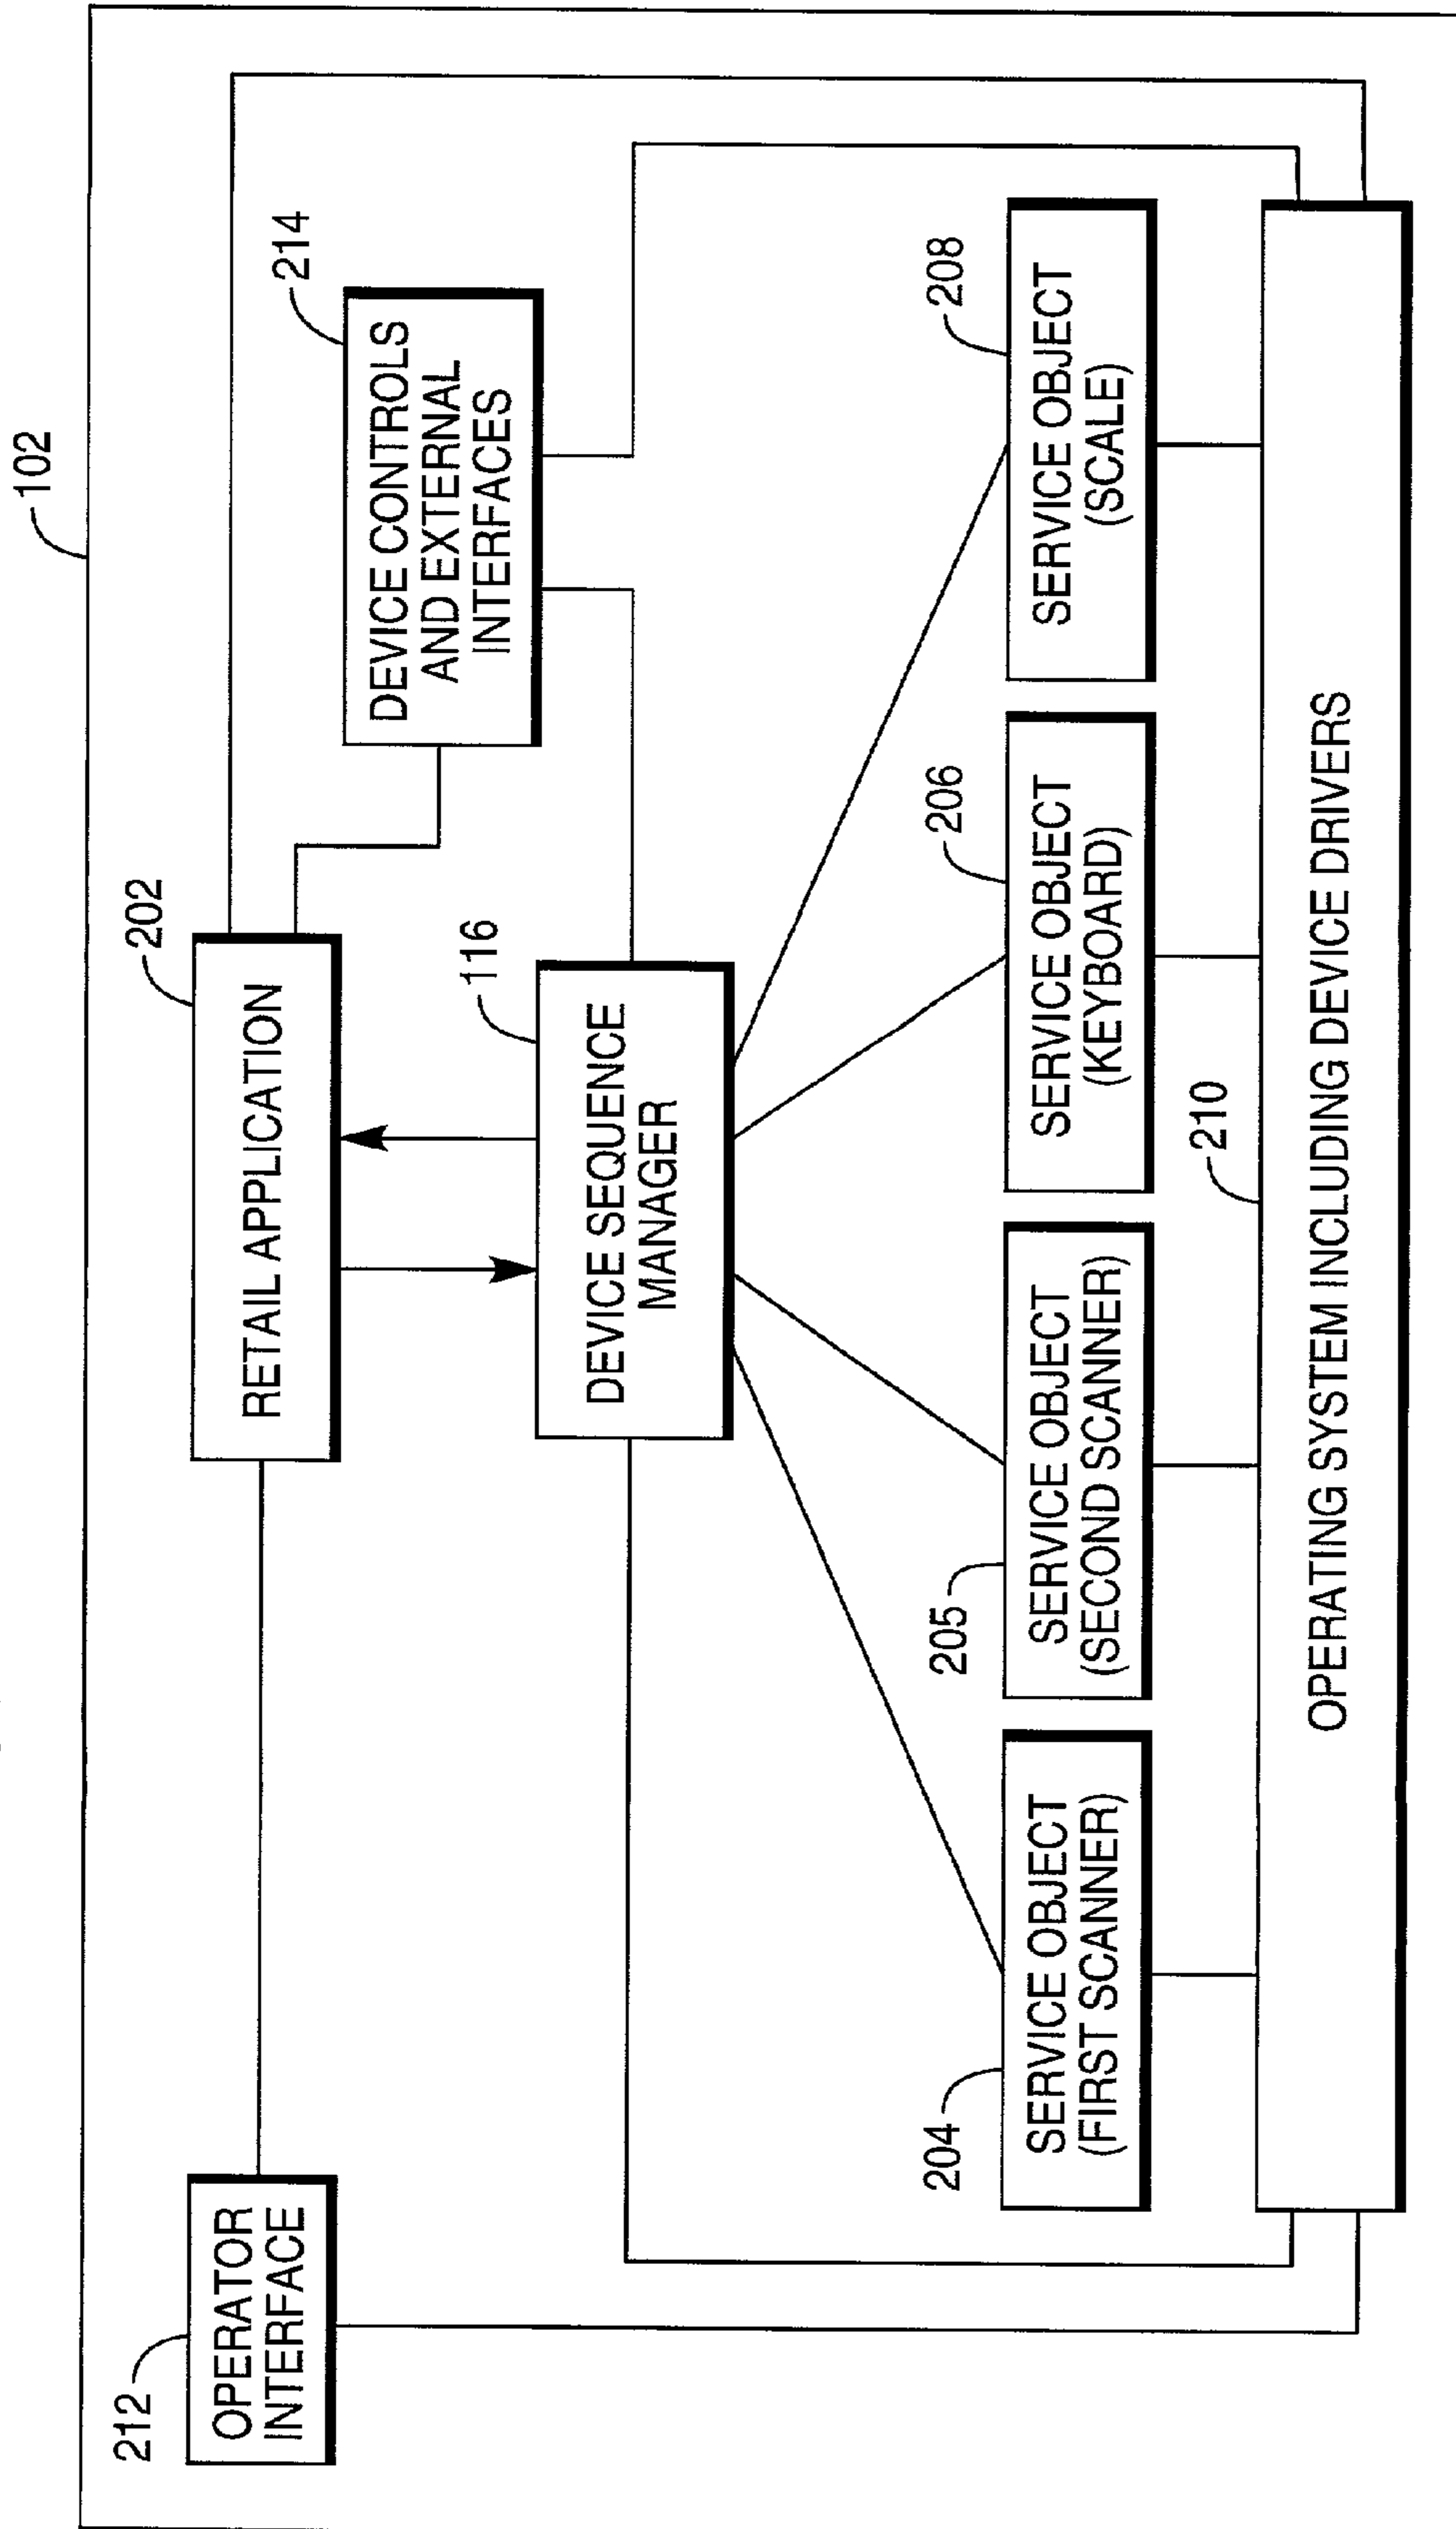 102
212
OPERATOR
INTERFACE
202
RETAIL APPLICATION
214
DEVICE CONTROLS
AND EXTERNAL
INTERFACES
116
DEVICE SEQUENCE
MANAGER
204
SERVICE OBJECT
(FIRST SCANNER)
205
SERVICE OBJECT
(SECOND SCANNER)
206
SERVICE OBJECT
(KEYBOARD)
208
SERVICE OBJECT
(SCALE)
210
OPERATING SYSTEM INCLUDING DEVICE DRIVERS